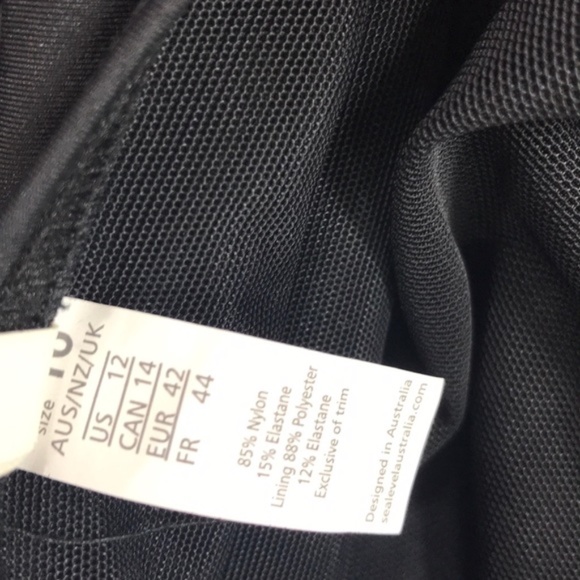 Size
AUS/NZ/UK
US 12
CAN 14
EUR 42
FR 44
85% Nylon
15% Elastane
Lining 88% Polyester
12% Elastane
Exclusive of trim
Designed in Australia
sealevelaustralia.com